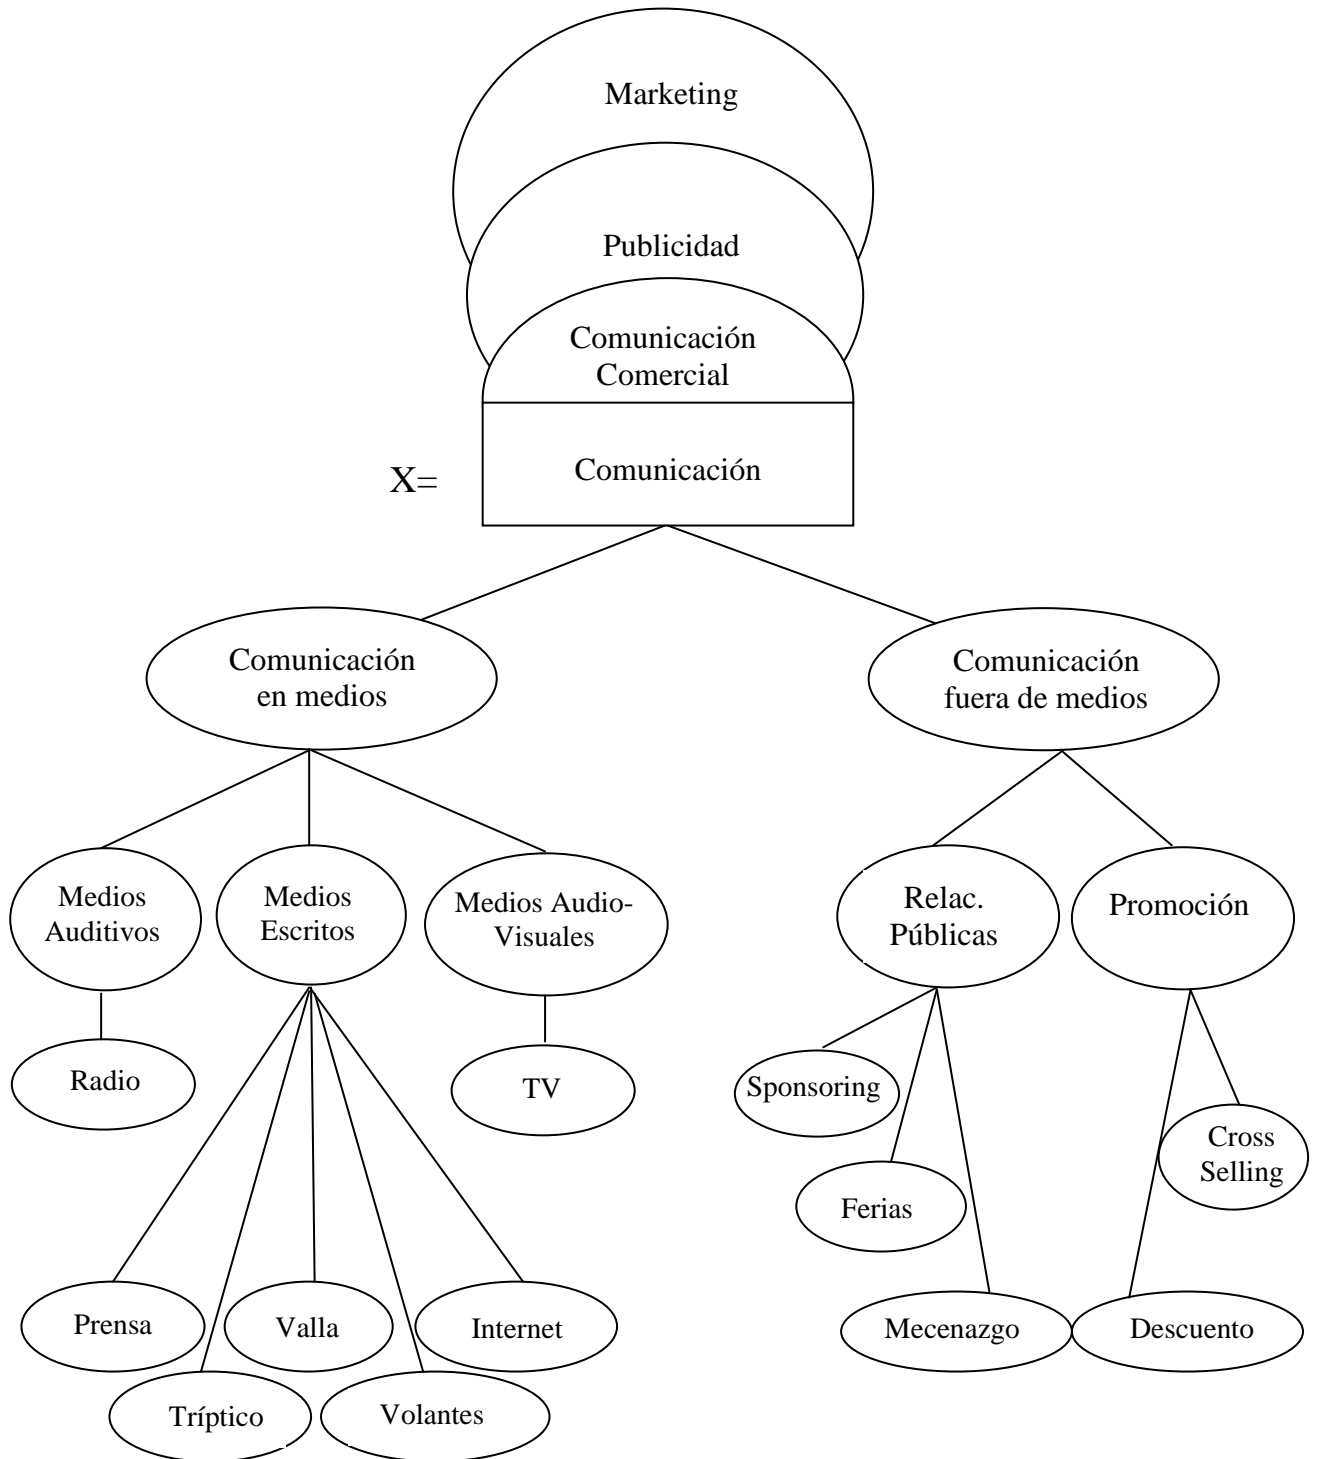 Marketing
Publicidad
Comunicación
Comercial
X=
Comunicación
Comunicación
en medios
Comunicación
fuera de medios
Medios
Auditivos
Medios
Escritos
Medios Audio-
Visuales
Relac.
Públicas
Promoción
Radio
TV
Sponsoring
Cross
Selling
Ferias
Prensa
Valla
Internet
Mecenazgo
Descuento
Tríptico
Volantes